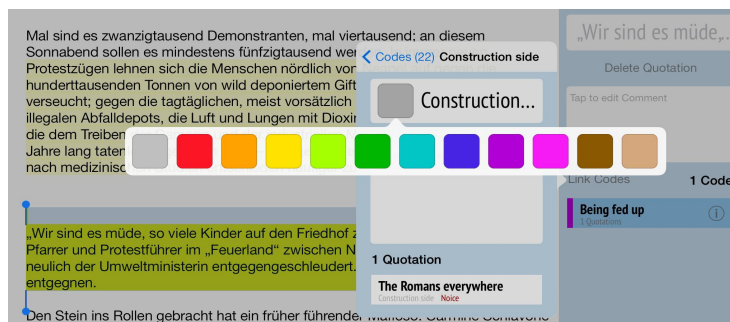 Mal sind es zwanzigtausend Demonstranten, mal viertausend; an diesem
Sonnabend sollen es mindestens fünfzigtausend wer
Protestzügen lehnen sich die Menschen nördlich vor
hunderttausenden Tonnen von wild deponiertem Gift
verseucht; gegen die tagtäglichen, meist vorsätzlich
illegalen Abfalldepots, die Luft und Lungen mit Dioxin
die dem Treiben
Jahre lang taten
nach medizinisc
„Wir sind es müde, so viele Kinder auf den Friedhof z
Pfarrer und Protestführer im „Feuerland“ zwischen N
neulich der Umweltministerin entgegengeschleudert.
entgegnen.
Den Stein ins Rollen gebracht hat ein früher führender Mafioso: Carmine Schiavone
Codes (22) Construction side
Construction...
1 Quotation
The Romans everywhere
Construction side Noice
„Wir sind es müde,...
Delete Quotation
Tap to edit Comment
Link Codes 1 Code
Being fed up
1 Quotations